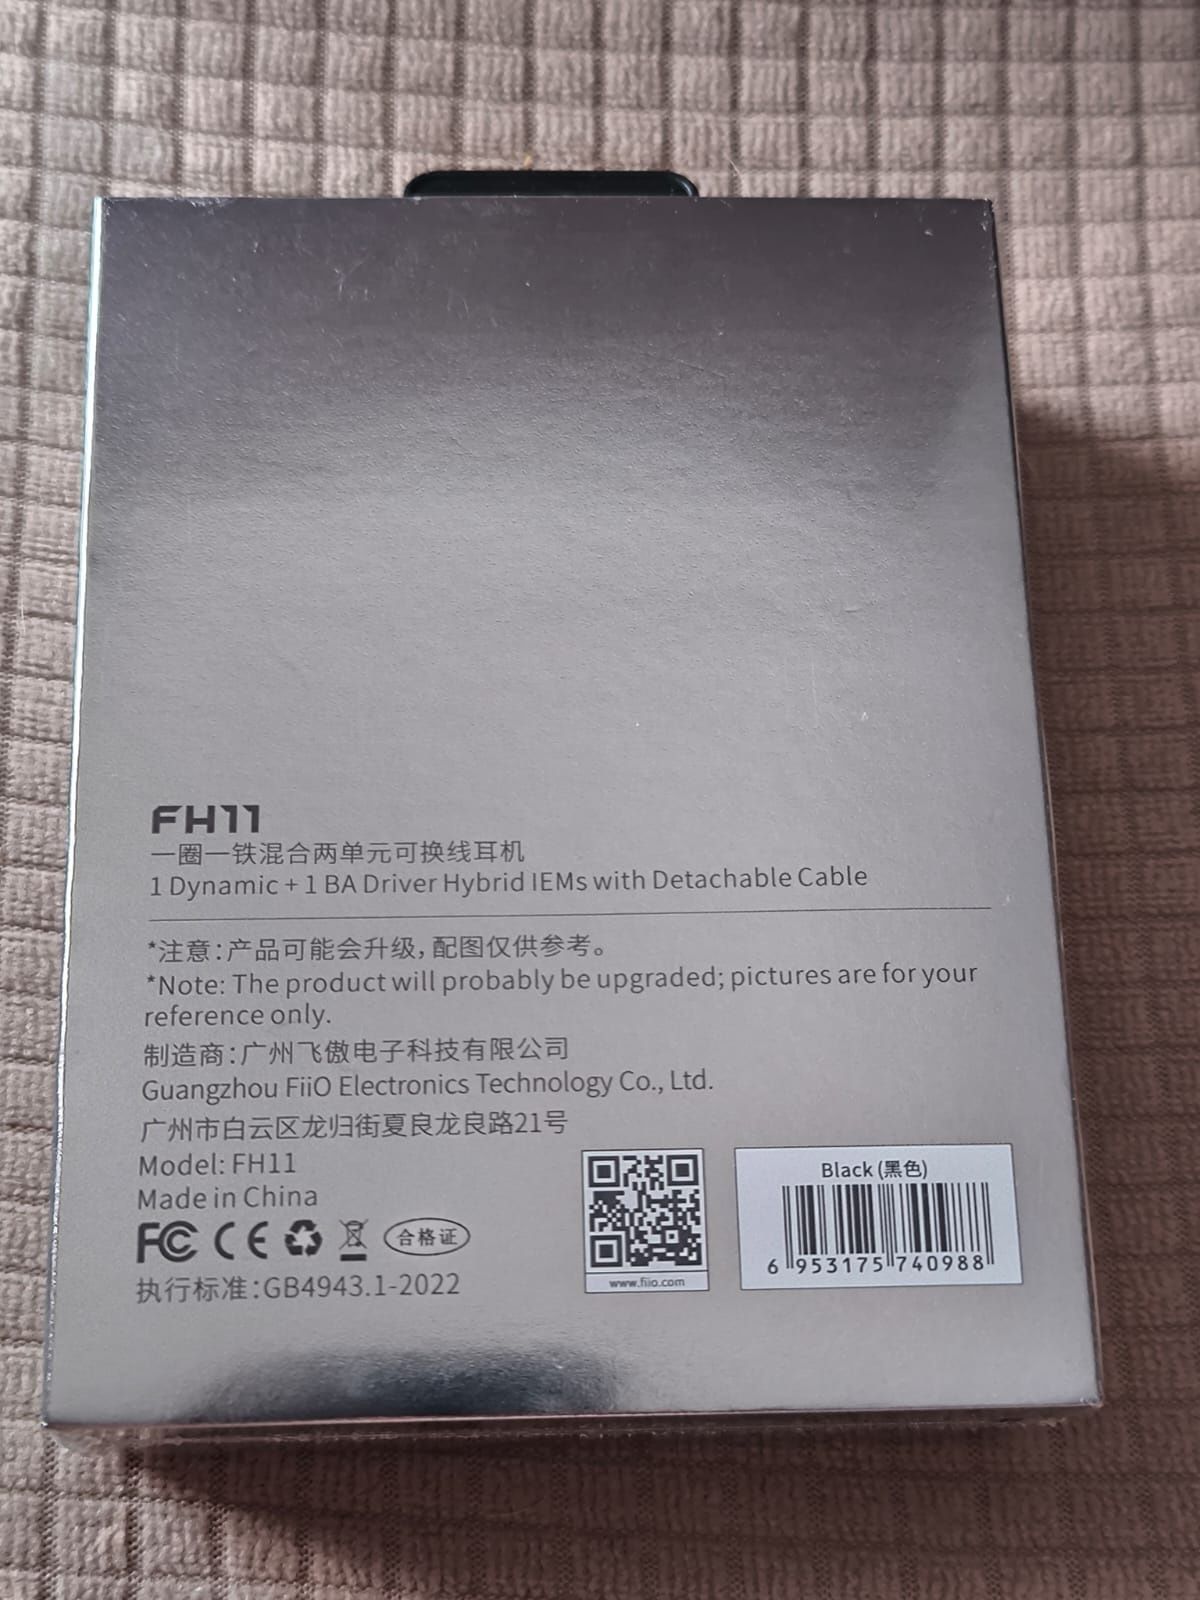 FH11
一圈一铁混合两单元可换线耳机
1 Dynamic + 1 BA Driver Hybrid IEMs with Detachable Cable
*注意:产品可能会升级,配图仅供参考。
*Note: The product will probably be upgraded; pictures are for your
reference only.
制造商:广州飞傲电子科技有限公司
Guangzhou FiiO Electronics Technology Co., Ltd.
广州市白云区龙归街夏良龙良路21号
Model: FH11
Made in China
FC CE 合格证
执行标准:GB4943.1-2022
www.fiio.com
Black (黑色)
6 953175 740988